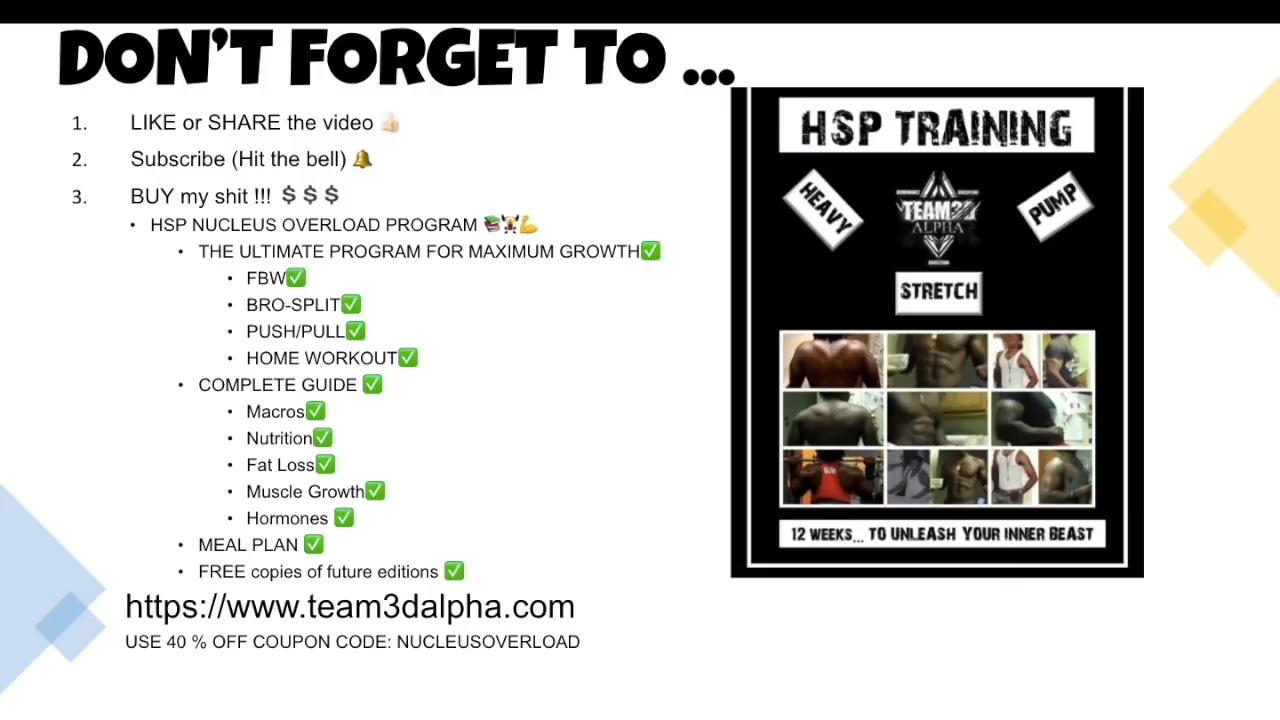 DON'T FORGET TO ...
1. LIKE or SHARE the video 👍🏻
2. Subscribe (Hit the bell) 🔔
3. BUY my shit !!! $ $ $
• HSP NUCLEUS OVERLOAD PROGRAM 📚🏋️💪
• THE ULTIMATE PROGRAM FOR MAXIMUM GROWTH✅
• FBW✅
• BRO-SPLIT✅
• PUSH/PULL✅
• HOME WORKOUT✅
• COMPLETE GUIDE ✅
• Macros✅
• Nutrition✅
• Fat Loss✅
• Muscle Growth✅
• Hormones ✅
• MEAL PLAN ✅
• FREE copies of future editions ✅
https://www.team3dalpha.com
USE 40 % OFF COUPON CODE: NUCLEUSOVERLOAD
HSP TRAINING
HEAVY
TEAM3D
ALPHA
PUMP
STRETCH
12 WEEKS... TO UNLEASH YOUR INNER BEAST